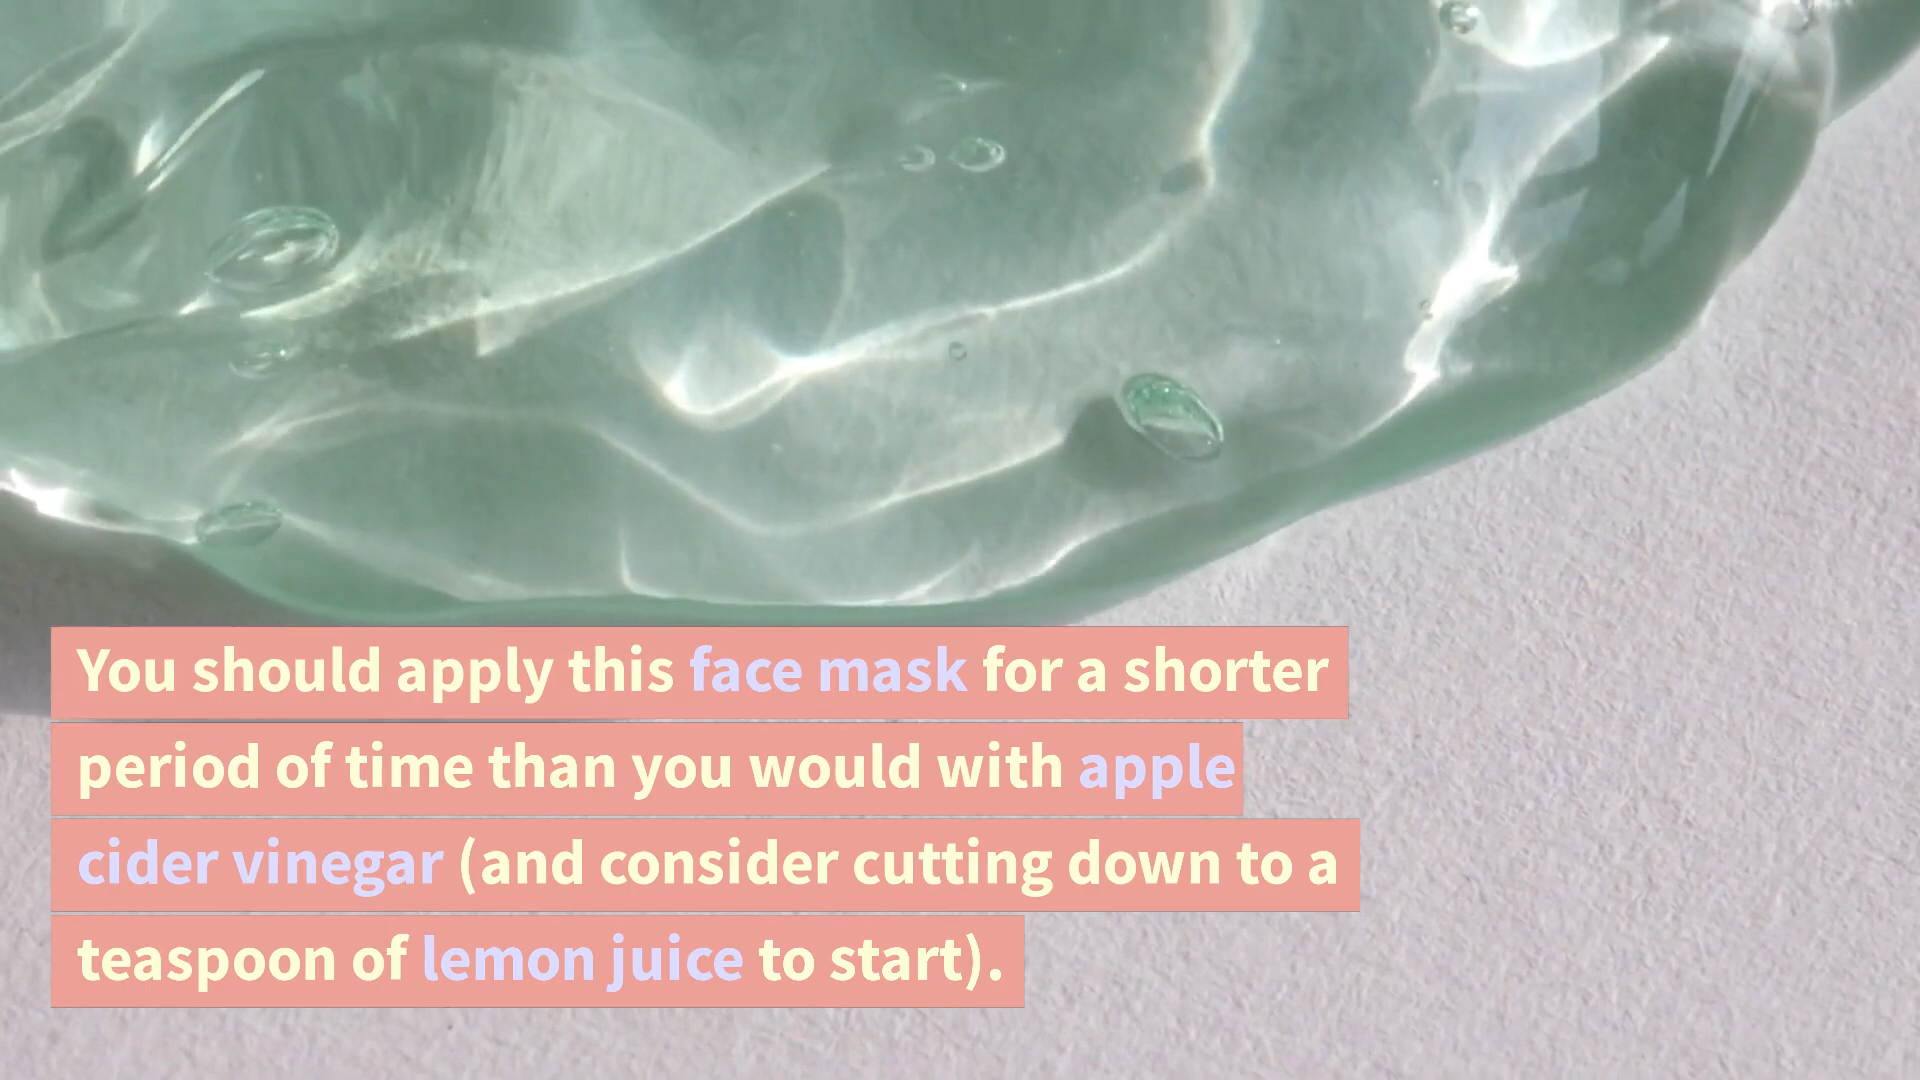 You should apply this face mask for a shorter
period of time than you would with apple
cider vinegar (and consider cutting down to a
teaspoon of lemon juice to start).